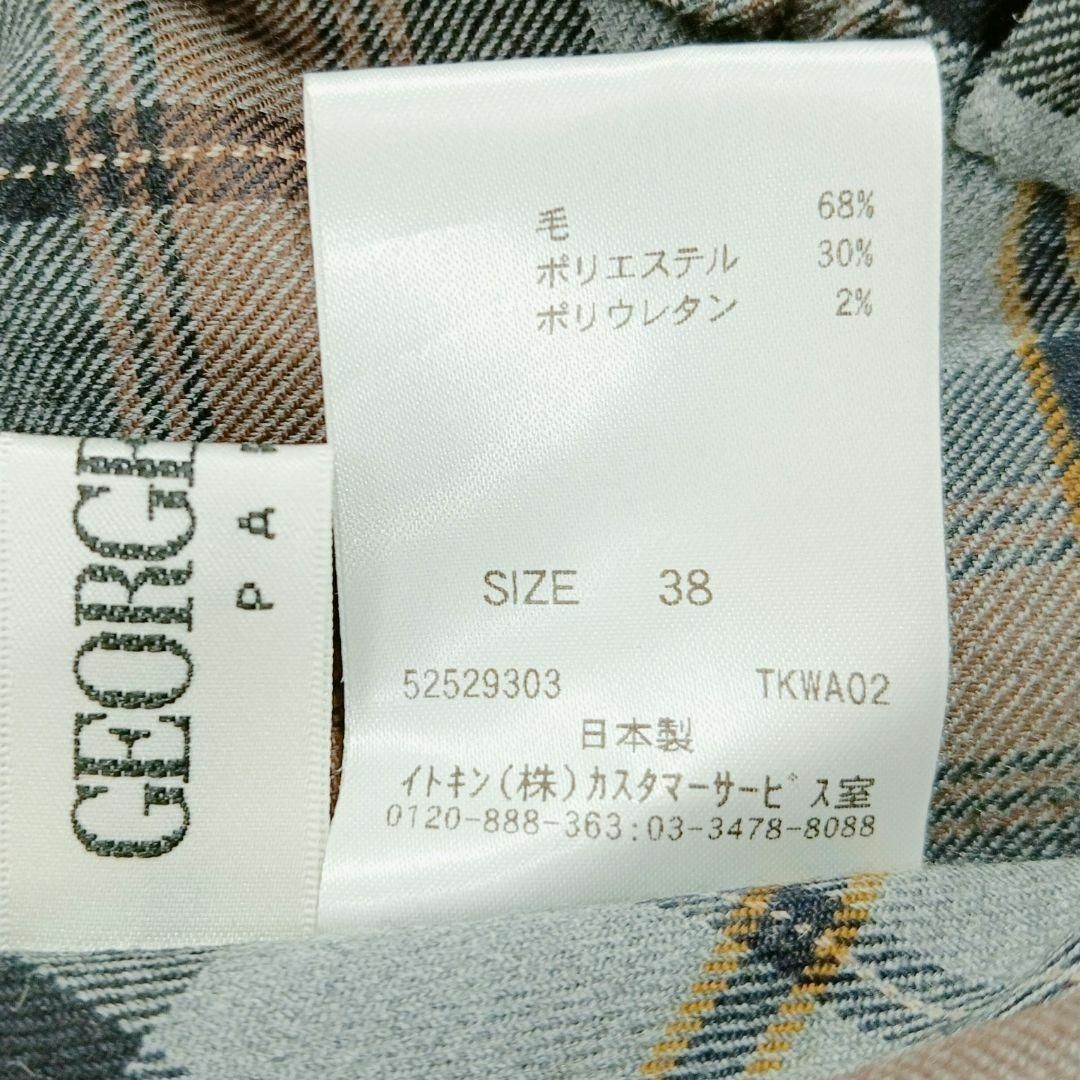 毛 68%
ポリエステル 30%
ポリウレタン 2%
SIZE 38
52529303 TKWA02
日本製
イトキン(株)カスタマーサービス室
0120-888-363:03-3478-8088